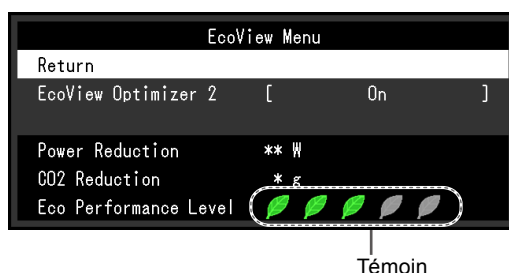 EcoView Menu
Return
EcoView Optimizer 2 [ On ]
Power Reduction ** W
CO2 Reduction * g
Eco Performance Level
Témoin